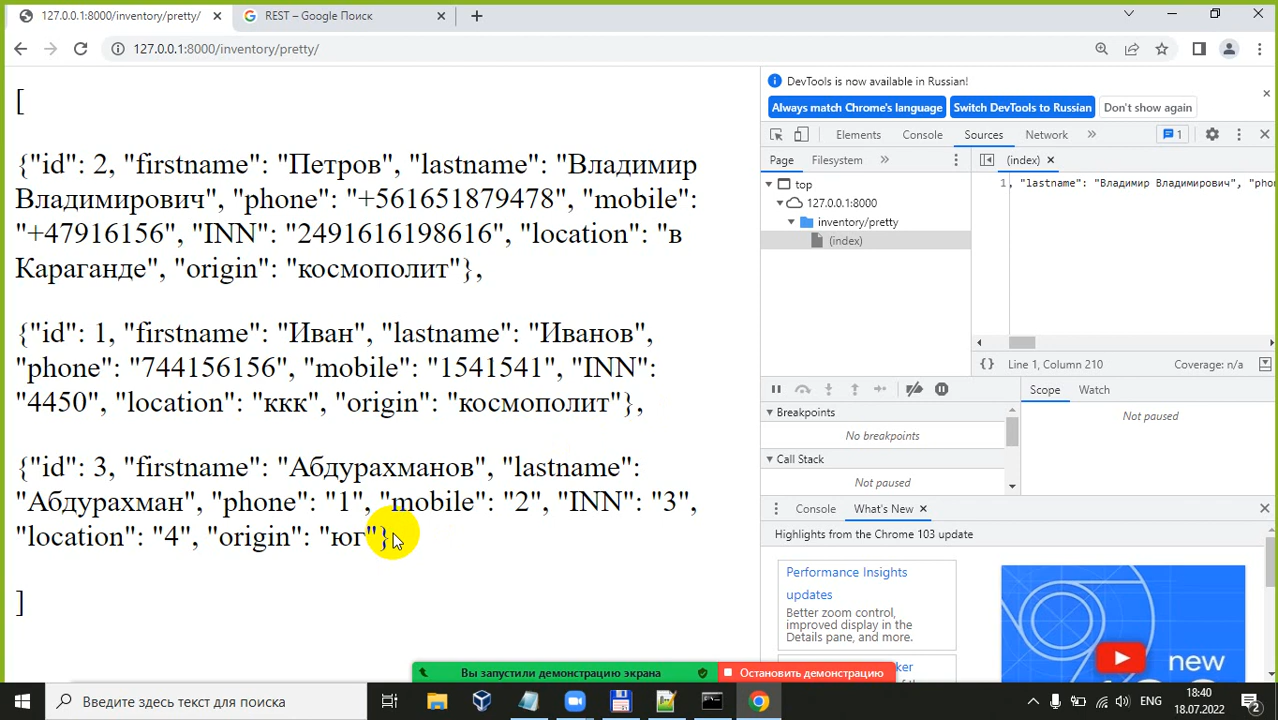 127.0.0.1:8000/inventory/pretty/
REST – Google Поиск
127.0.0.1:8000/inventory/pretty/
[
{"id": 2, "firstname": "Петров", "lastname": "Владимир
Владимирович", "phone": "+561651879478", "mobile":
"+47916156", "INN": "2491616198616", "location": "в
Караганде", "origin": "космополит"},
{"id": 1, "firstname": "Иван", "lastname": "Иванов",
"phone": "744156156", "mobile": "1541541", "INN":
"4450", "location": "ккк", "origin": "космополит"},
{"id": 3, "firstname": "Абдурахманов", "lastname":
"Абдурахман", "phone": "1", "mobile": "2", "INN": "3",
"location": "4", "origin": "юг"}
]
DevTools is now available in Russian!
Always match Chrome's language
Switch DevTools to Russian
Don't show again
Elements
Console
Sources
Network
»
1
Page
Filesystem
»
(index)
top
127.0.0.1:8000
inventory/pretty
(index)
1
, "lastname": "Владимир Владимирович", "pho
{}
Line 1, Column 210
Coverage: n/a
Breakpoints
No breakpoints
Call Stack
Not paused
Scope
Watch
Not paused
Console
What's New
Highlights from the Chrome 103 update
Performance Insights
updates
Better zoom control,
improved display in the
Details pane, and more.
new
Вы запустили демонстрацию экрана
Остановить демонстрацию
Введите здесь текст для поиска
ENG
18:40
18.07.2022
2